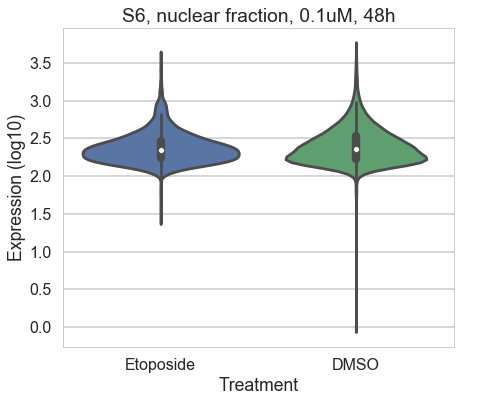 S6, nuclear fraction, 0.1uM, 48h
Expression (log10)
3.5
3.0
2.5
2.0
1.5
1.0
0.5
0.0
Etoposide DMSO
Treatment